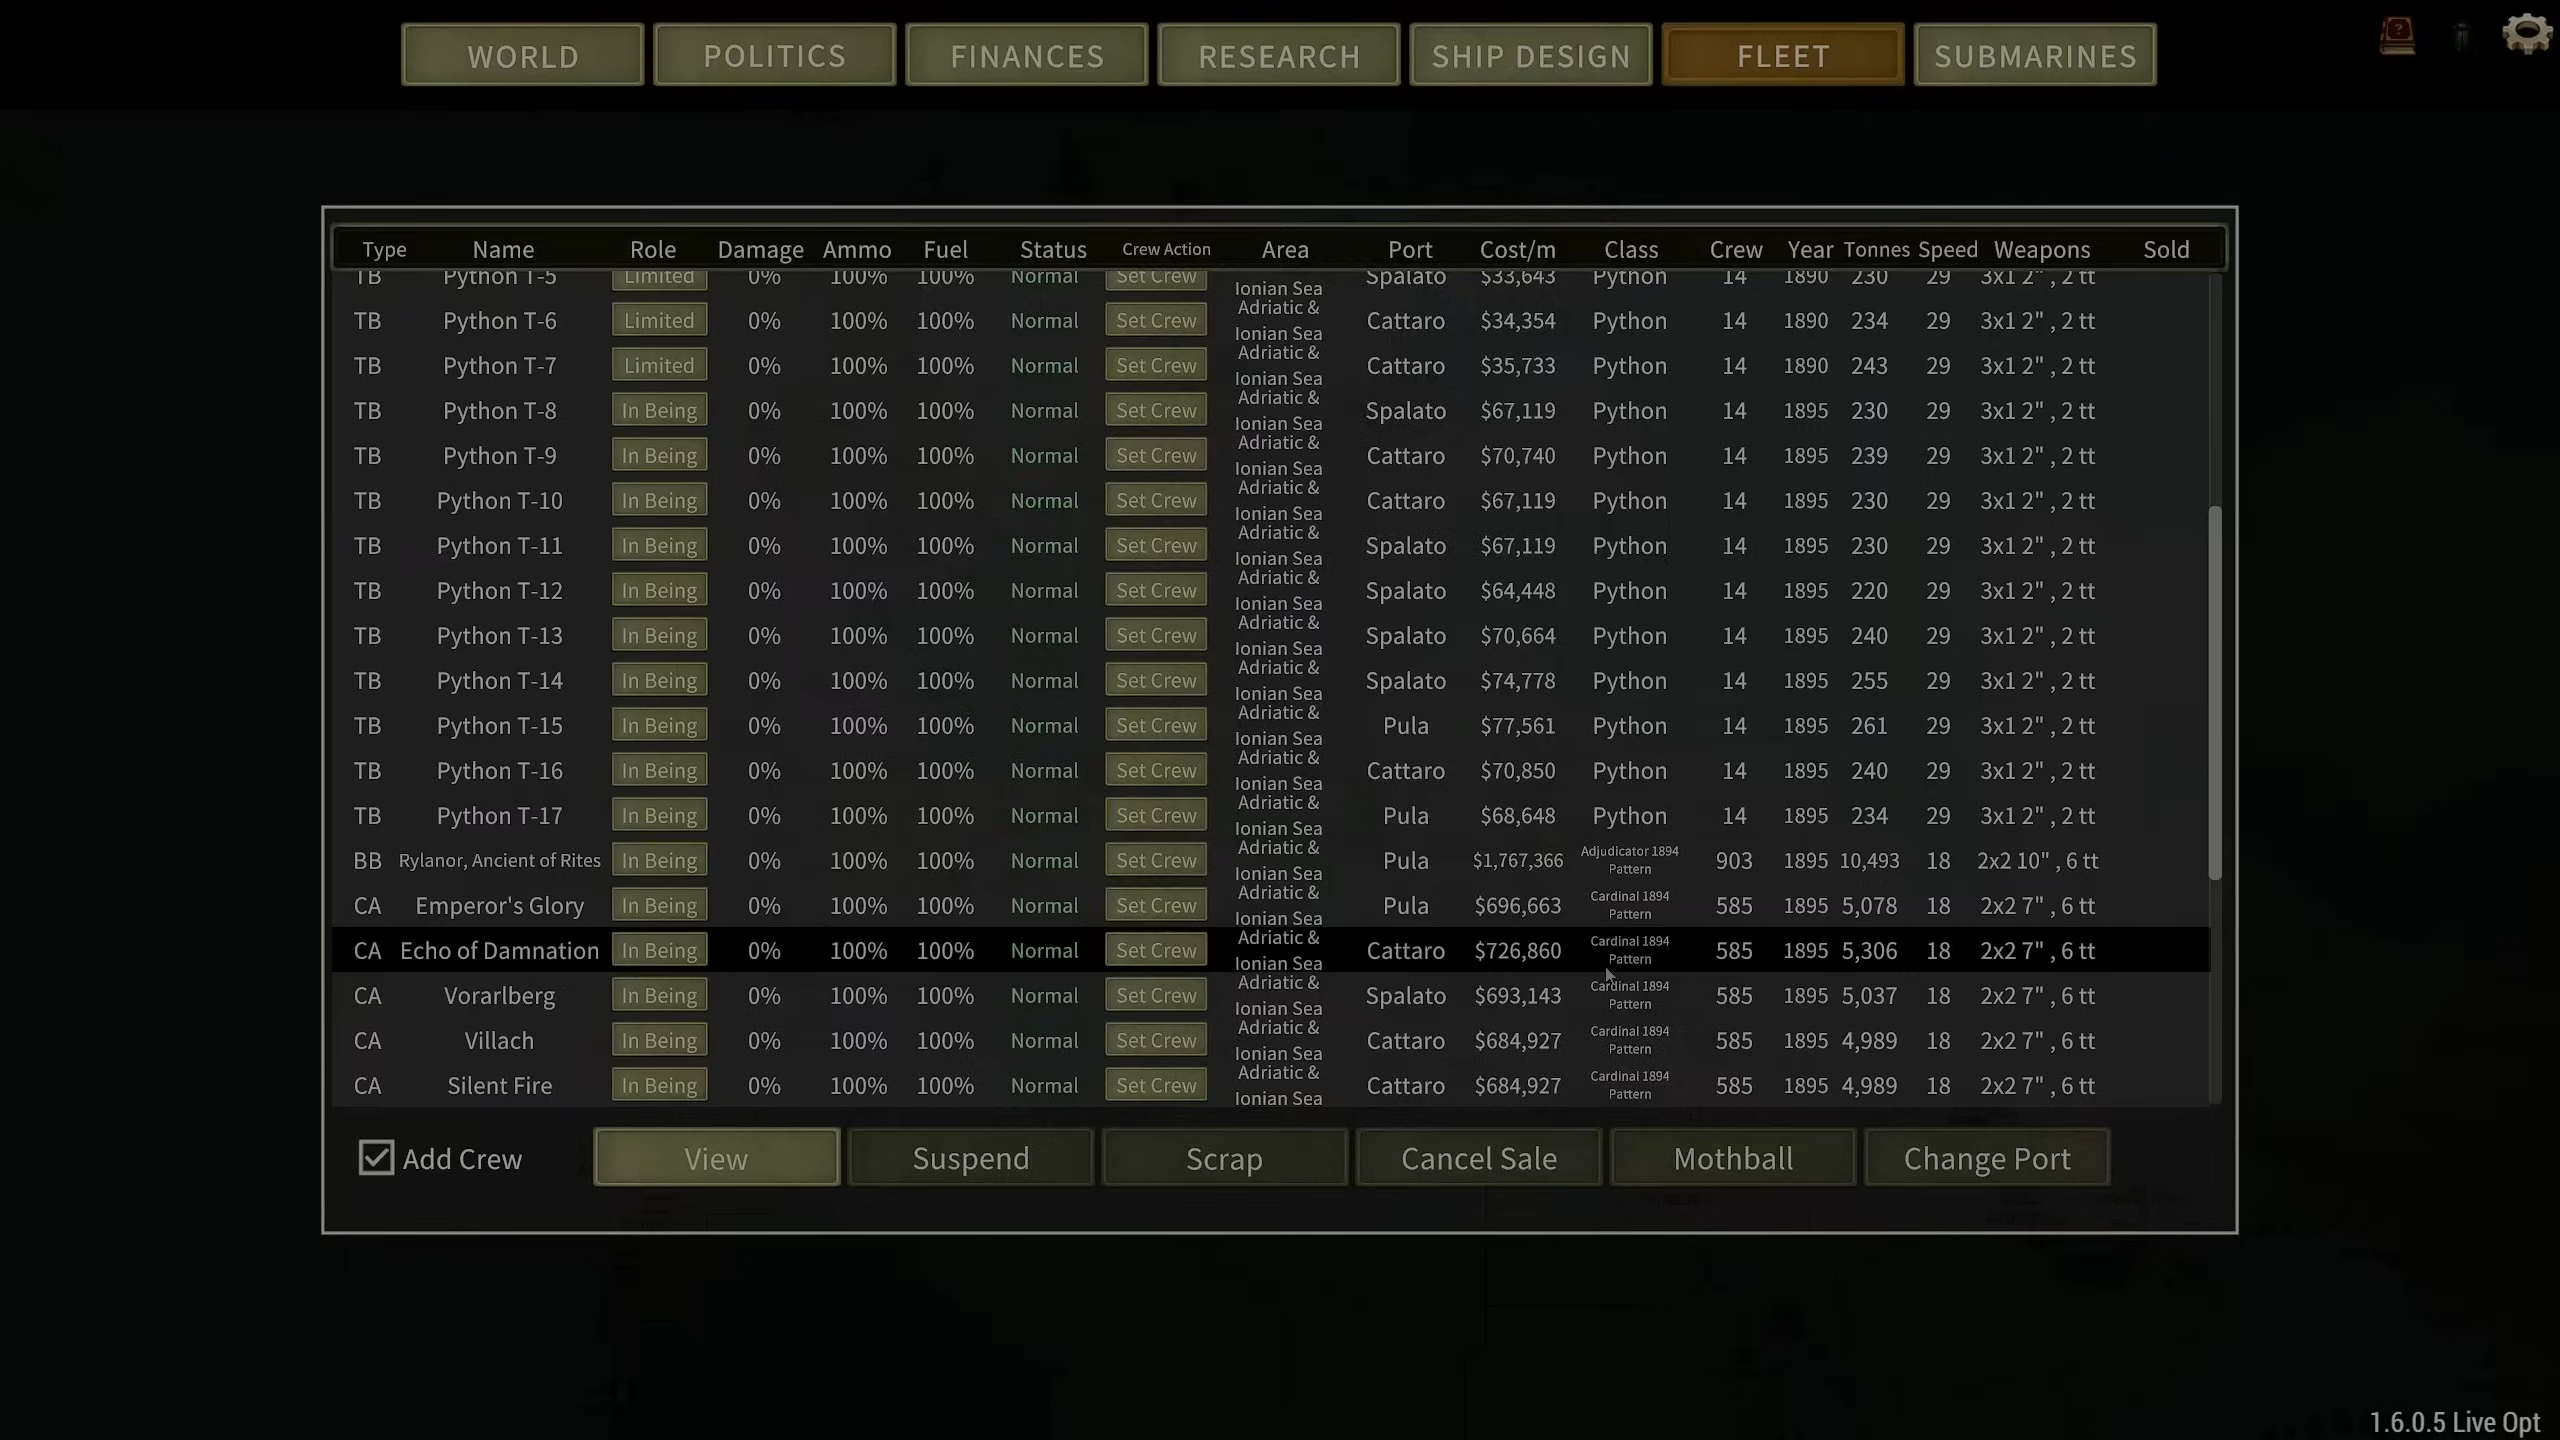 WORLD POLITICS FINANCES RESEARCH SHIP DESIGN FLEET SUBMARINES
Type Name Role Damage Ammo Fuel Status Crew Action Area Port Cost/m Class Crew Year Tonnes Speed Weapons Sold
TB Python T-5 Limited 0% 100% 100% Normal Set Crew Ionian Sea Spalato $33,643 Python 14 1890 230 29 3x1 2" , 2 tt
TB Python T-6 Limited 0% 100% 100% Normal Set Crew Adriatic & Ionian Sea Cattaro $34,354 Python 14 1890 234 29 3x1 2" , 2 tt
TB Python T-7 Limited 0% 100% 100% Normal Set Crew Adriatic & Ionian Sea Cattaro $35,733 Python 14 1890 243 29 3x1 2" , 2 tt
TB Python T-8 In Being 0% 100% 100% Normal Set Crew Adriatic & Ionian Sea Spalato $67,119 Python 14 1895 230 29 3x1 2" , 2 tt
TB Python T-9 In Being 0% 100% 100% Normal Set Crew Adriatic & Ionian Sea Cattaro $70,740 Python 14 1895 239 29 3x1 2" , 2 tt
TB Python T-10 In Being 0% 100% 100% Normal Set Crew Adriatic & Ionian Sea Cattaro $67,119 Python 14 1895 230 29 3x1 2" , 2 tt
TB Python T-11 In Being 0% 100% 100% Normal Set Crew Adriatic & Ionian Sea Spalato $67,119 Python 14 1895 230 29 3x1 2" , 2 tt
TB Python T-12 In Being 0% 100% 100% Normal Set Crew Adriatic & Ionian Sea Spalato $64,448 Python 14 1895 220 29 3x1 2" , 2 tt
TB Python T-13 In Being 0% 100% 100% Normal Set Crew Adriatic & Ionian Sea Spalato $70,664 Python 14 1895 240 29 3x1 2" , 2 tt
TB Python T-14 In Being 0% 100% 100% Normal Set Crew Adriatic & Ionian Sea Spalato $74,778 Python 14 1895 255 29 3x1 2" , 2 tt
TB Python T-15 In Being 0% 100% 100% Normal Set Crew Adriatic & Ionian Sea Pula $77,561 Python 14 1895 261 29 3x1 2" , 2 tt
TB Python T-16 In Being 0% 100% 100% Normal Set Crew Adriatic & Ionian Sea Cattaro $70,850 Python 14 1895 240 29 3x1 2" , 2 tt
TB Python T-17 In Being 0% 100% 100% Normal Set Crew Adriatic & Ionian Sea Pula $68,648 Python 14 1895 234 29 3x1 2" , 2 tt
BB Rylanor, Ancient of Rites In Being 0% 100% 100% Normal Set Crew Adriatic & Ionian Sea Pula $1,767,366 Adjudicator 1894 Pattern 903 1895 10,493 18 2x2 10" , 6 tt
CA Emperor's Glory In Being 0% 100% 100% Normal Set Crew Adriatic & Ionian Sea Pula $696,663 Cardinal 1894 Pattern 585 1895 5,078 18 2x2 7" , 6 tt
CA Echo of Damnation In Being 0% 100% 100% Normal Set Crew Adriatic & Ionian Sea Cattaro $726,860 Cardinal 1894 Pattern 585 1895 5,306 18 2x2 7" , 6 tt
CA Vorarlberg In Being 0% 100% 100% Normal Set Crew Adriatic & Ionian Sea Spalato $693,143 Cardinal 1894 Pattern 585 1895 5,037 18 2x2 7" , 6 tt
CA Villach In Being 0% 100% 100% Normal Set Crew Adriatic & Ionian Sea Cattaro $684,927 Cardinal 1894 Pattern 585 1895 4,989 18 2x2 7" , 6 tt
CA Silent Fire In Being 0% 100% 100% Normal Set Crew Adriatic & Ionian Sea Cattaro $684,927 Cardinal 1894 Pattern 585 1895 4,989 18 2x2 7" , 6 tt
Add Crew View Suspend Scrap Cancel Sale Mothball Change Port
1.6.0.5 Live Opt